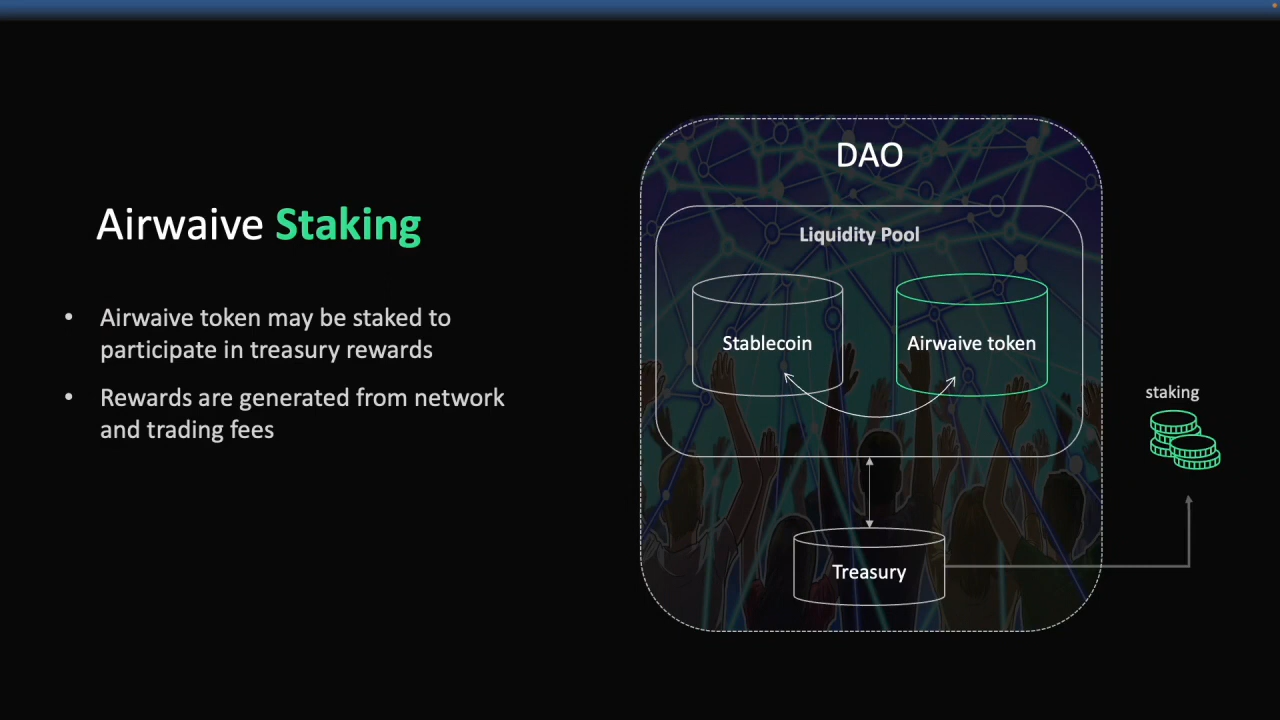 Airwaive Staking
• Airwaive token may be staked to
participate in treasury rewards
• Rewards are generated from network
and trading fees
DAO
Liquidity Pool
Stablecoin
Airwaive token
Treasury
staking